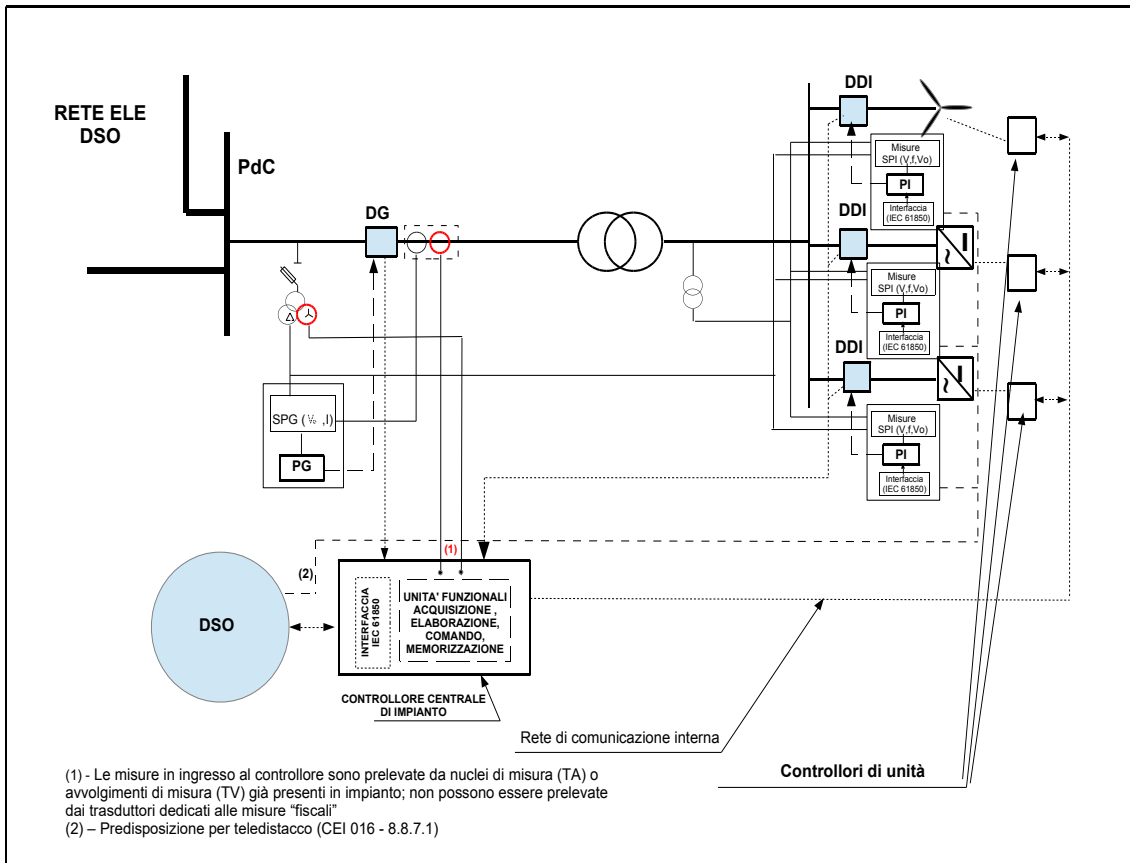 RETE ELE
DSO
PdC
DG
DDI
Misure
SPI (V,f,Vo)
PI
Interfaccia
(IEC 61850)
DDI
Misure
SPI (V,f,Vo)
PI
Interfaccia
(IEC 61850)
DDI
Misure
SPI (V,f,Vo)
PI
Interfaccia
(IEC 61850)
SPG ( V₀ ,I)
PG
(1)
(2)
DSO
INTERFACCIA
IEC 61850
UNITA' FUNZIONALI
ACQUISIZIONE ,
ELABORAZIONE,
COMANDO,
MEMORIZZAZIONE
CONTROLLORE CENTRALE
DI IMPIANTO
Rete di comunicazione interna
Controllori di unità
(1) - Le misure in ingresso al controllore sono prelevate da nuclei di misura (TA) o
avvolgimenti di misura (TV) già presenti in impianto; non possono essere prelevate
dai trasduttori dedicati alle misure “fiscali”
(2) – Predisposizione per teledistacco (CEI 016 - 8.8.7.1)